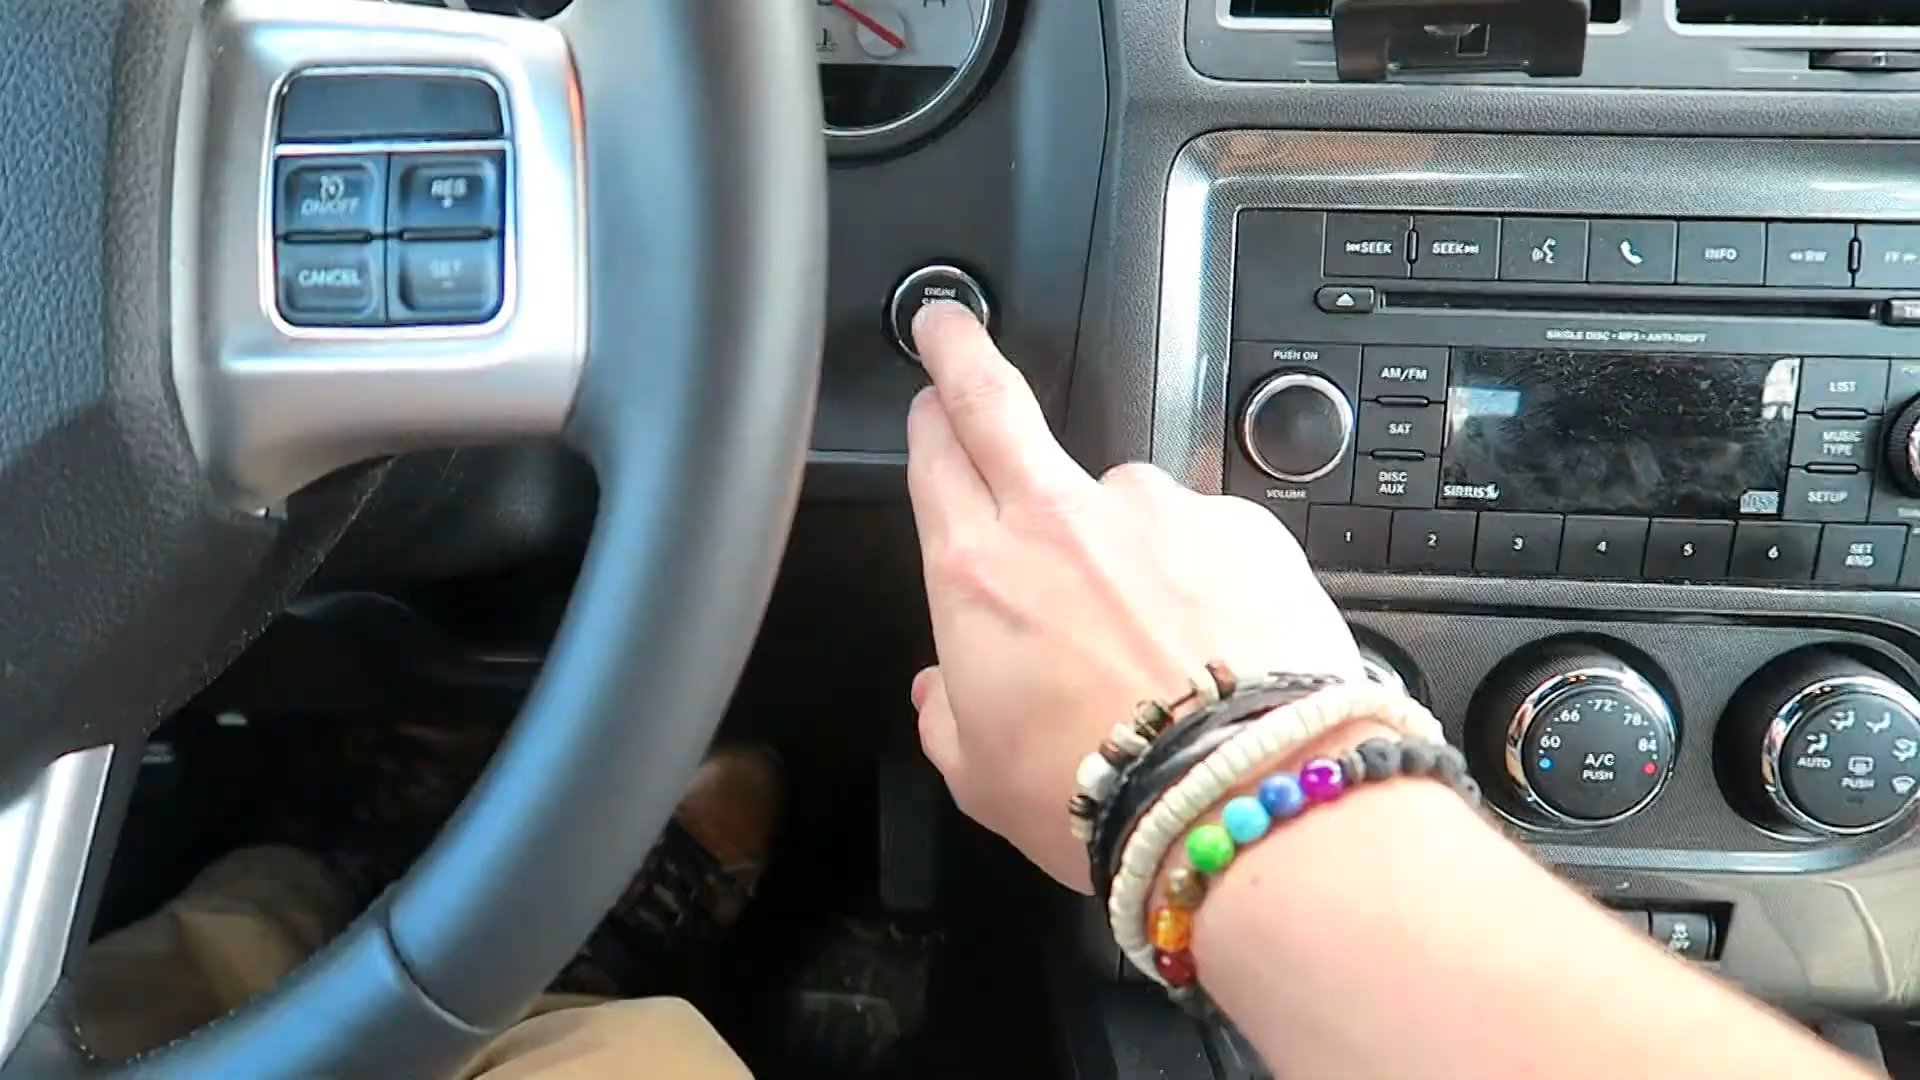 ON/OFF
RES
+
CANCEL
SET
-
ENGINE
SEEK
SEEK
INFO
RW
FF
SINGLE DISC • MP3 • ANTI-THEFT
PUSH ON
VOLUME
AM/FM
SAT
DISC
AUX
SIRIUS
LIST
MUSIC
TYPE
SETUP
1
2
3
4
5
6
SET
RND
60
66
72
78
84
A/C
PUSH
AUTO
PUSH
OFF